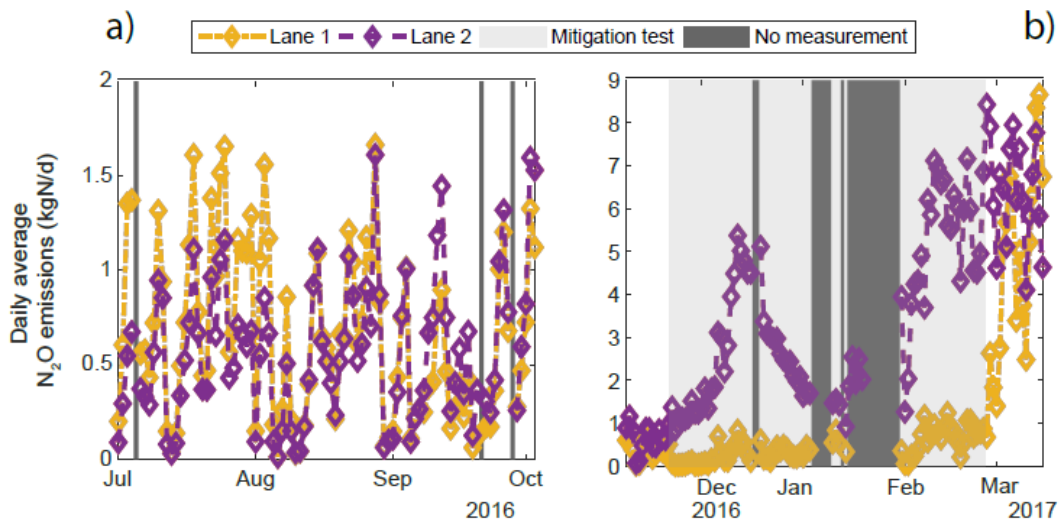 a)
Lane 1 Lane 2 Mitigation test No measurement
b)
Daily average
N₂O emissions (kgN/d)
2
1.5
1
0.5
0
Jul Aug Sep Oct
2016
9
8
7
6
5
4
3
2
1
0
Dec Jan Feb Mar
2016 2017